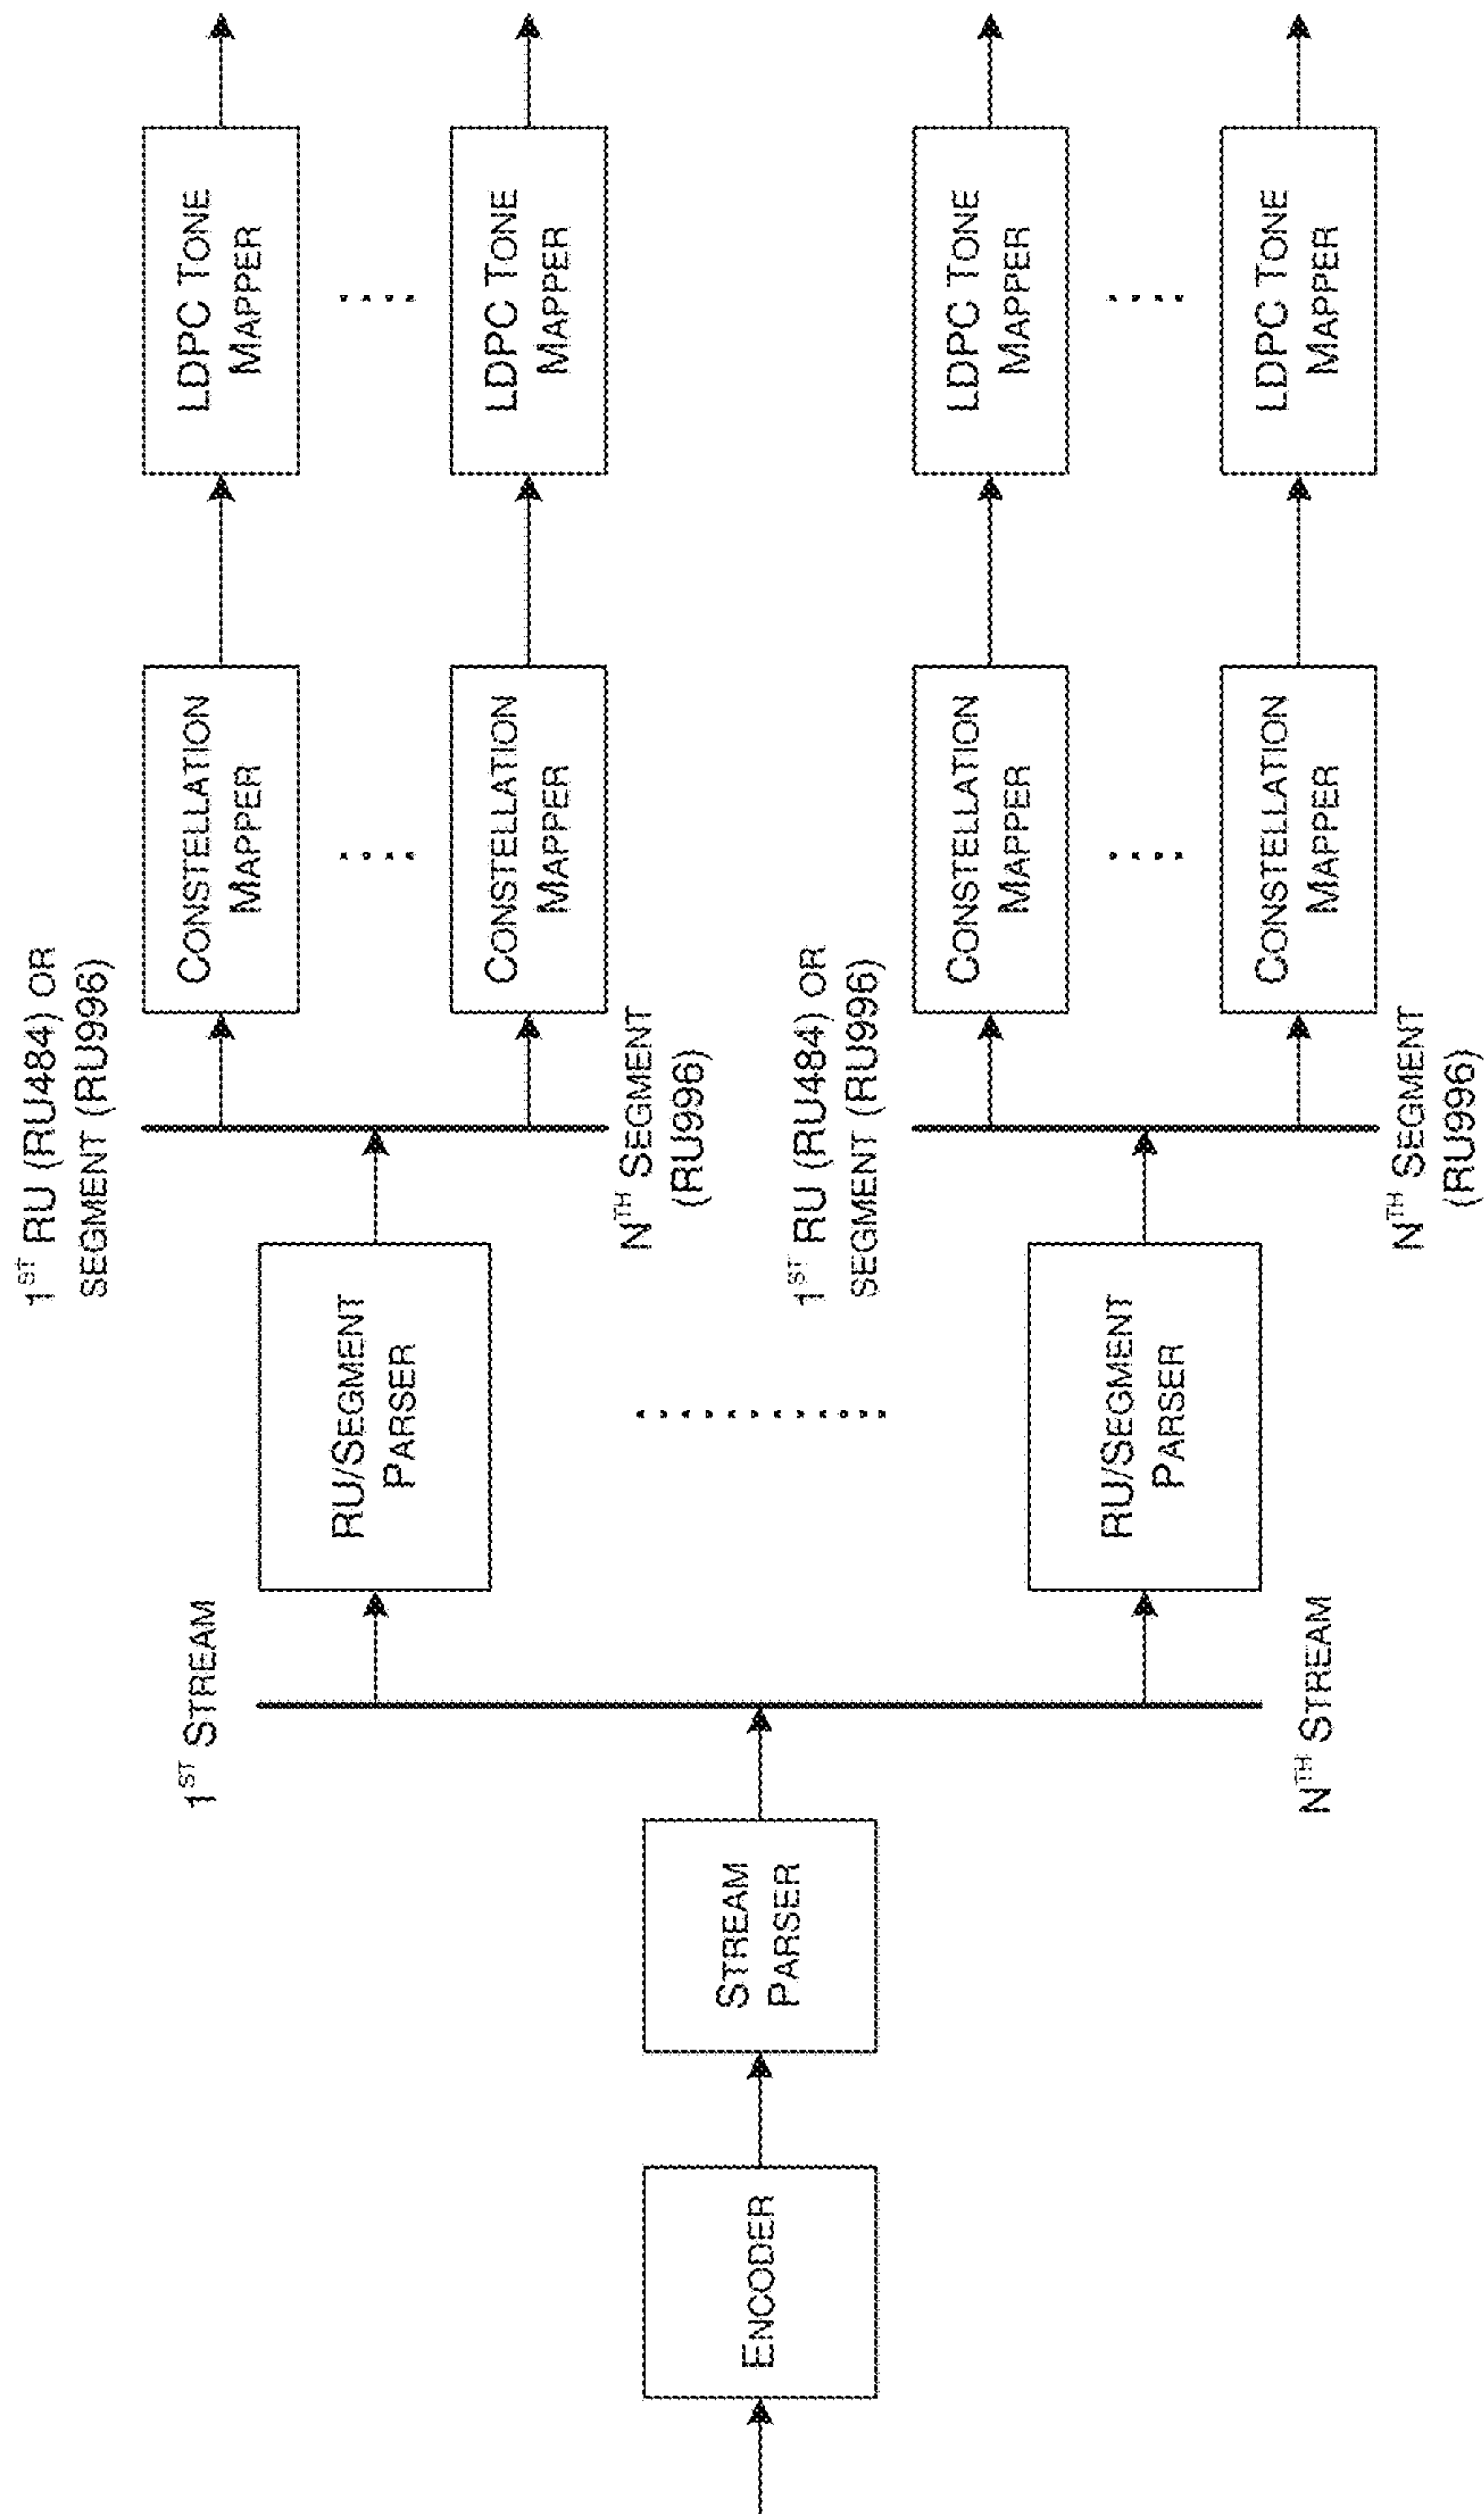 ENCODER
STREAM
PARSER
1ST STREAM
NTH STREAM
RU/SEGMENT
PARSER
RU/SEGMENT
PARSER
1ST RU (RU484) OR
SEGMENT (RU996)
NTH SEGMENT
(RU996)
1ST RU (RU484) OR
SEGMENT (RU996)
NTH SEGMENT
(RU996)
CONSTELLATION
MAPPER
CONSTELLATION
MAPPER
CONSTELLATION
MAPPER
CONSTELLATION
MAPPER
LDPC TONE
MAPPER
LDPC TONE
MAPPER
LDPC TONE
MAPPER
LDPC TONE
MAPPER